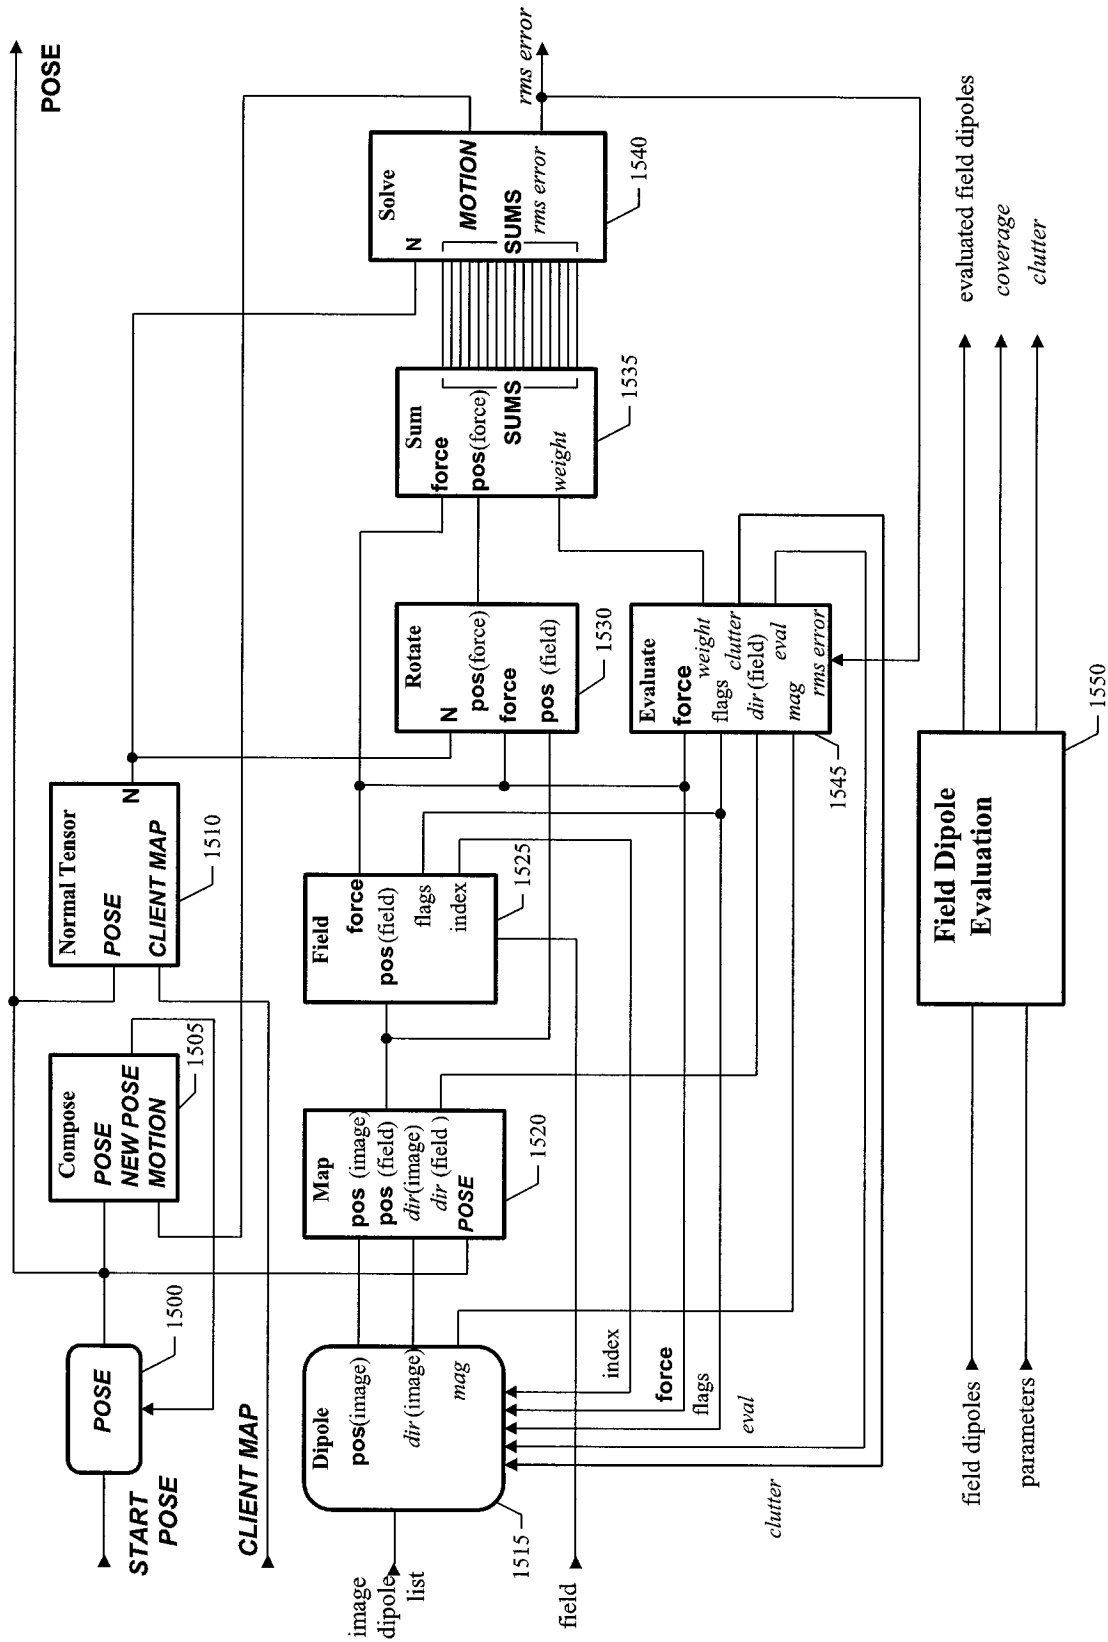 POSE
START
POSE
POSE
1500
Compose
POSE
NEW POSE
MOTION
1505
Normal Tensor
POSE
CLIENT MAP
N
1510
CLIENT MAP
image
dipole
list
Dipole
pos(image)
dir(image)
mag
1515
Map
pos (image)
pos (field)
dir(image)
dir (field )
POSE
1520
Field
force
pos(field)
flags
index
1525
Rotate
N
pos(force)
force
pos (field)
1530
Sum
force
pos(force)
SUMS
weight
1535
Solve
N
MOTION
SUMS
rms error
1540
rms error
Evaluate
force
weight
flags
clutter
dir(field)
eval
mag
rms error
1545
index
force
flags
eval
clutter
field
field dipoles
parameters
Field Dipole
Evaluation
1550
evaluated field dipoles
coverage
clutter